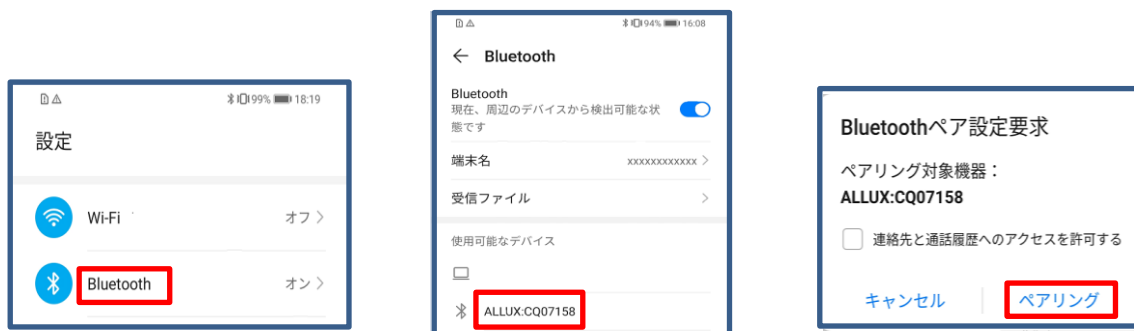 99% 18:19
設定
Wi-Fi オフ
Bluetooth オン
94% 16:08
Bluetooth
Bluetooth
現在、周辺のデバイスから検出可能な状
態です
端末名 xxxxxxxxxxxx
受信ファイル
使用可能なデバイス
ALLUX:CQ07158
Bluetoothペア設定要求
ペアリング対象機器：
ALLUX:CQ07158
連絡先と通話履歴へのアクセスを許可する
キャンセル ペアリング